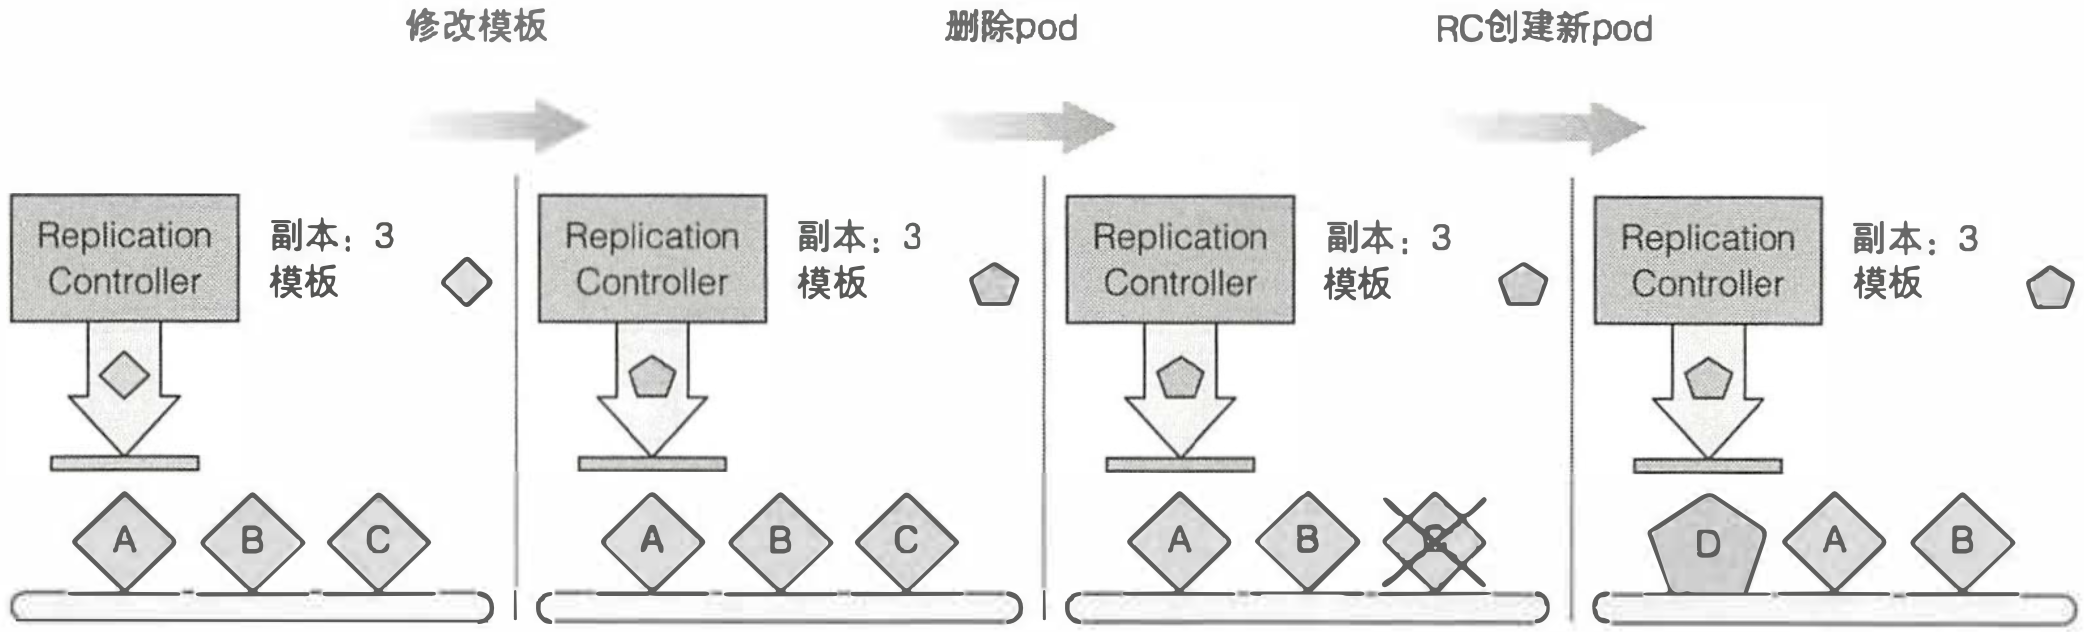 修改模板
删除pod
RC创建新pod
Replication
Controller
副本：3
模板
Replication
Controller
副本：3
模板
Replication
Controller
副本：3
模板
Replication
Controller
副本：3
模板
A B C
A B C
A B C
D A B